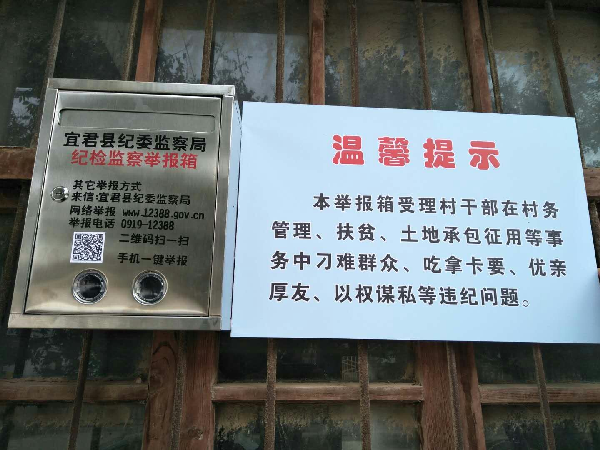 宜君县纪委监察局
纪检监察举报箱
其它举报方式
来信:宜君县纪委监察局
网络举报 www.12388.gov.cn
举报电话 0919-12388
二维码扫一扫
手机一键举报
温馨提示
本举报箱受理村干部在村务
管理、扶贫、土地承包征用等事
务中刁难群众、吃拿卡要、优亲
厚友、以权谋私等违纪问题。